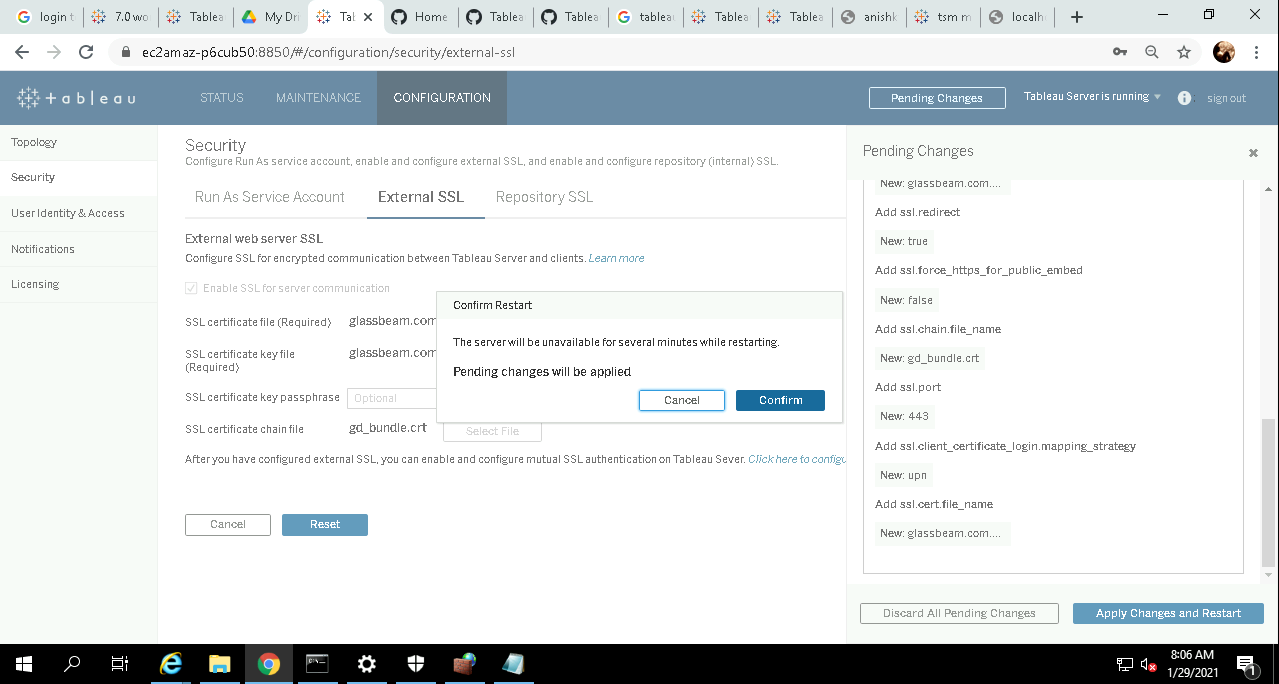 login t
7.0 wo
Tablea
My Dri
Tab
Home
Tablea
Tablea
tablea
Tablea
Tablea
anishk
tsm m
localh
ec2amaz-p6cub50:8850/#/configuration/security/external-ssl
+ a b l e a u
STATUS
MAINTENANCE
CONFIGURATION
Pending Changes
Tableau Server is running
sign out
Topology
Security
User Identity & Access
Notifications
Licensing
Security
Configure Run As service account, enable and configure external SSL, and enable and configure repository (internal) SSL.
Run As Service Account
External SSL
Repository SSL
External web server SSL
Configure SSL for encrypted communication between Tableau Server and clients. Learn more
Enable SSL for server communication
SSL certificate file (Required)
glassbeam.com
SSL certificate key file
(Required)
glassbeam.com
SSL certificate key passphrase
Optional
SSL certificate chain file
gd_bundle.crt
Select File
After you have configured external SSL, you can enable and configure mutual SSL authentication on Tableau Sever. Click here to configu
Cancel
Reset
Confirm Restart
The server will be unavailable for several minutes while restarting.
Pending changes will be applied
Cancel
Confirm
Pending Changes
New: glassbeam.com....
Add ssl.redirect
New: true
Add ssl.force_https_for_public_embed
New: false
Add ssl.chain.file_name
New: gd_bundle.crt
Add ssl.port
New: 443
Add ssl.client_certificate_login.mapping_strategy
New: upn
Add ssl.cert.file_name
New: glassbeam.com....
Discard All Pending Changes
Apply Changes and Restart
8:06 AM
1/29/2021
1